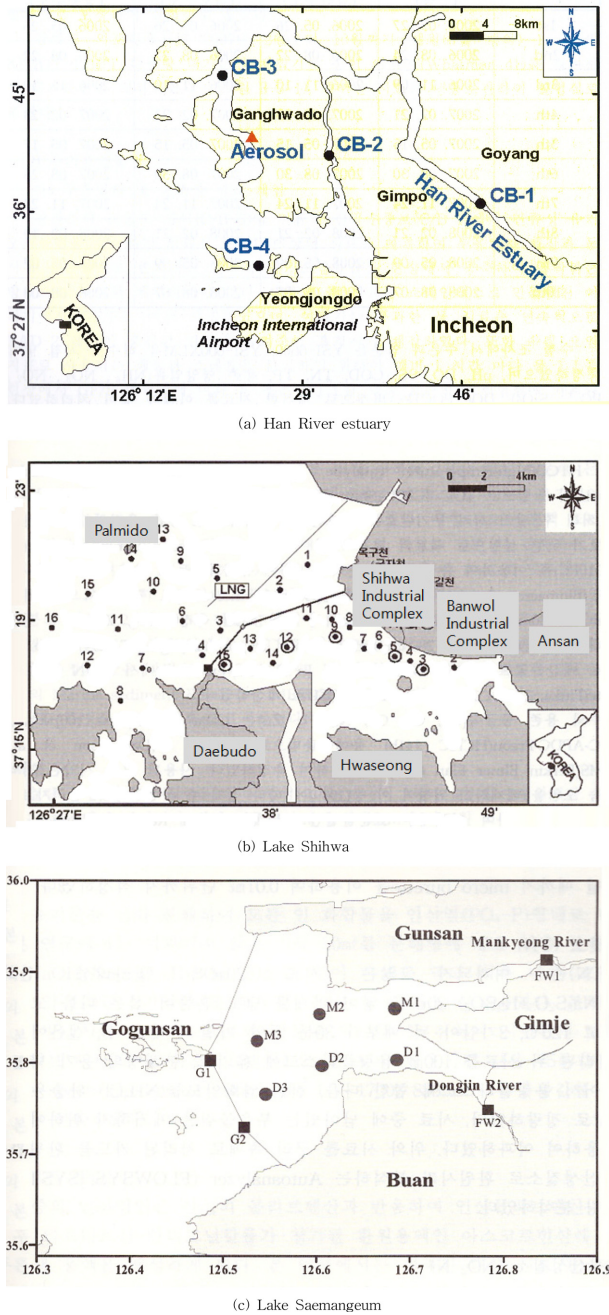 0 4 8km
N
W E
S
CB-3
45'
Ganghwado
Aerosol
CB-2
Goyang
CB-1
Gimpo
Han River Estuary
36'
CB-4
Yeongjongdo
Incheon International
Airport
Incheon
37° 27' N
KOREA
126° 12' E
29'
46'
(a) Han River estuary
23'
0 2 4km
N
W E
S
Palmido
13
14
9
5
1
옥구천
15
10
LNG
2
Shihwa
Industrial
Complex
Banwol
Industrial
Complex
Ansan
19'
16
11
6
3
11
10
9
8
12
7
4
15
13
12
14
7
6
5
4
3
2
8
37° 15' N
Daebudo
Hwaseong
KOREA
126° 27' E
38'
49'
(b) Lake Shihwa
36.0
Gunsan
Mankyeong River
FW1
35.9
M1
M2
Gogunsan
M3
Gimje
35.8
G1
D2
D1
D3
Dongjin River
G2
FW2
35.7
Buan
35.6
126.3 126.4 126.5 126.6 126.7 126.8 126.9
(c) Lake Saemangeum